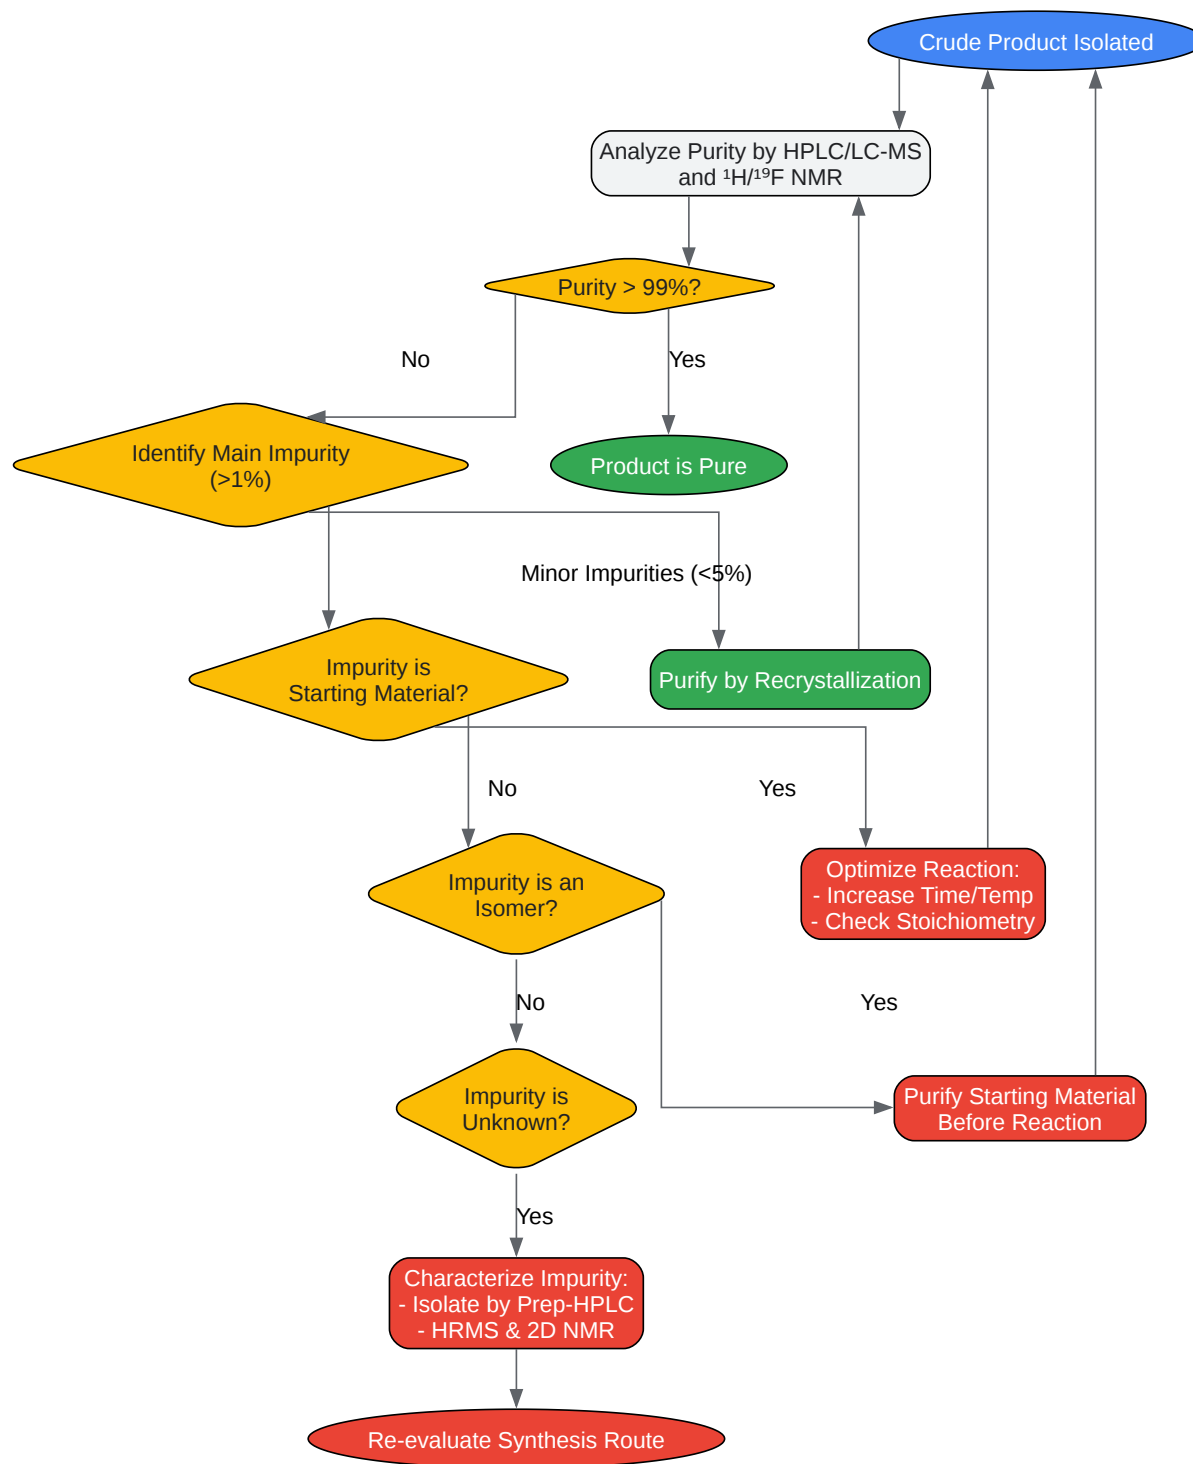 Crude Product Isolated
Analyze Purity by HPLC/LC-MS
and ¹H/¹⁹F NMR
Purity > 99%?
No
Yes
Identify Main Impurity
(>1%)
Product is Pure
Minor Impurities (<5%)
Impurity is
Starting Material?
Purify by Recrystallization
No
Yes
Impurity is an
Isomer?
Optimize Reaction:
- Increase Time/Temp
- Check Stoichiometry
No
Yes
Impurity is
Unknown?
Purify Starting Material
Before Reaction
Yes
Characterize Impurity:
- Isolate by Prep-HPLC
- HRMS & 2D NMR
Re-evaluate Synthesis Route